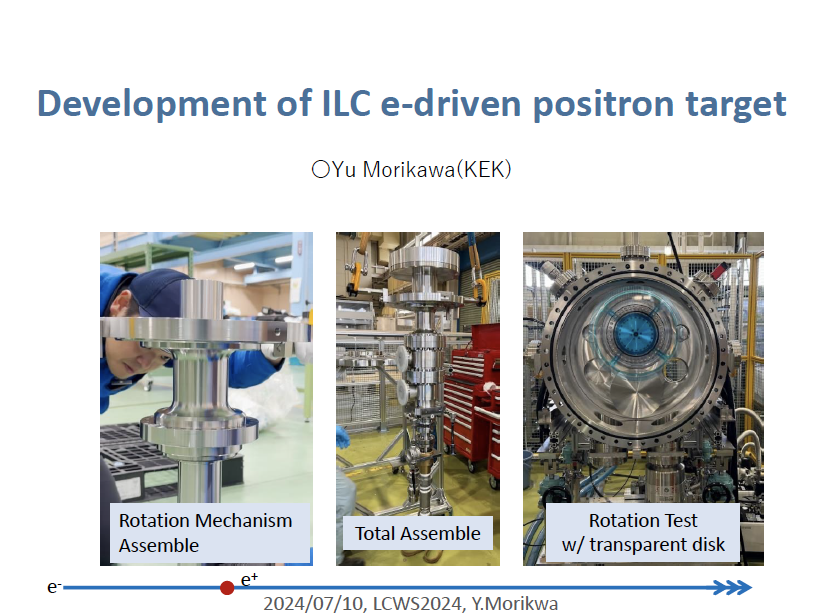 Development of ILC e-driven positron target
〇Yu Morikawa(KEK)
Rotation Mechanism
Assemble
Total Assemble
Rotation Test
w/ transparent disk
e-
e+
2024/07/10, LCWS2024, Y.Morikwa